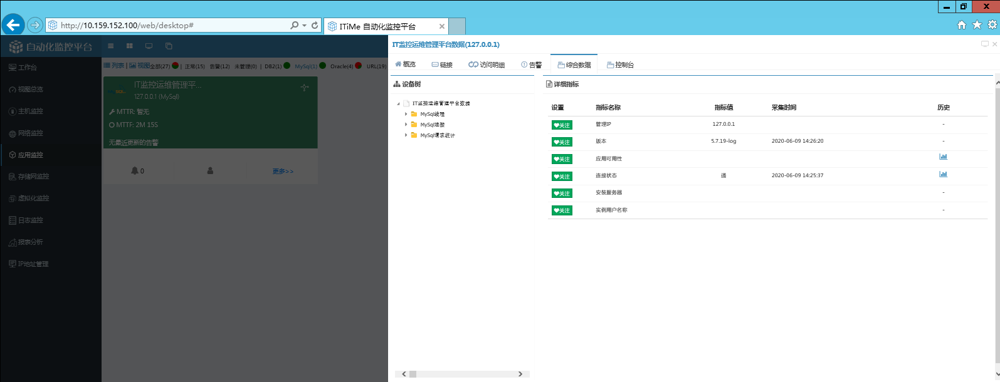 http://10.159.152.100/web/desktop#
ITiMe 自动化监控平台
自动化监控平台
工作台
视图总览
主机监控
网络监控
应用监控
存储网监控
虚拟化监控
日志监控
报表分析
IP地址管理
列表 | 视图 全部(27) | 正常(15) 告警(12) 未管理(0) | DB2(1) MySql(1) Oracle(4) URL(19)
IT监控运维管理平...
127.0.0.1 (MySql)
MTTR: 暂无
MTTF: 2M 15S
无最近更新的告警
0
更多>>
IT监控运维管理平台数据(127.0.0.1)
概览 链接 访问明细 告警 综合数据 控制台
设备树
IT监控运维管理平台数据
MySql线程
MySql连接
MySql请求统计
详细指标
设置 指标名称 指标值 采集时间 历史
关注 管理IP 127.0.0.1 -
关注 版本 5.7.19-log 2020-06-09 14:26:20 -
关注 应用可用性
关注 连接状态 通 2020-06-09 14:25:37
关注 安装服务器 -
关注 实例用户名称 -